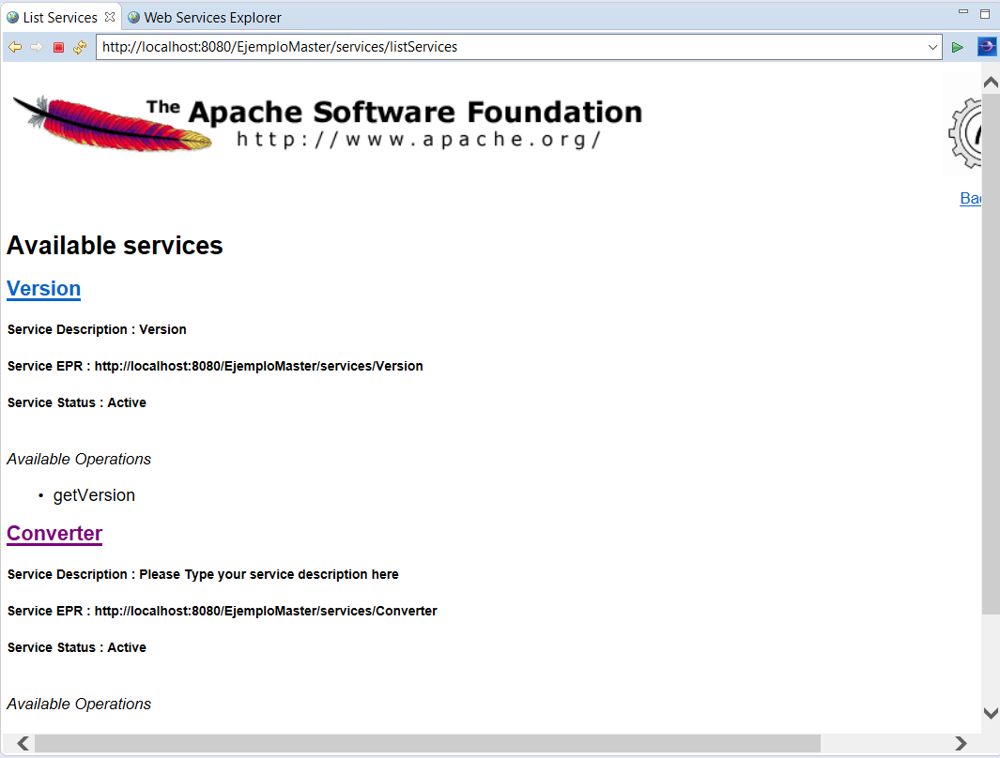 List Services
Web Services Explorer
http://localhost:8080/EjemploMaster/services/listServices
The Apache Software Foundation
http://www.apache.org/
Available services
Version
Service Description : Version
Service EPR : http://localhost:8080/EjemploMaster/services/Version
Service Status : Active
Available Operations
• getVersion
Converter
Service Description : Please Type your service description here
Service EPR : http://localhost:8080/EjemploMaster/services/Converter
Service Status : Active
Available Operations